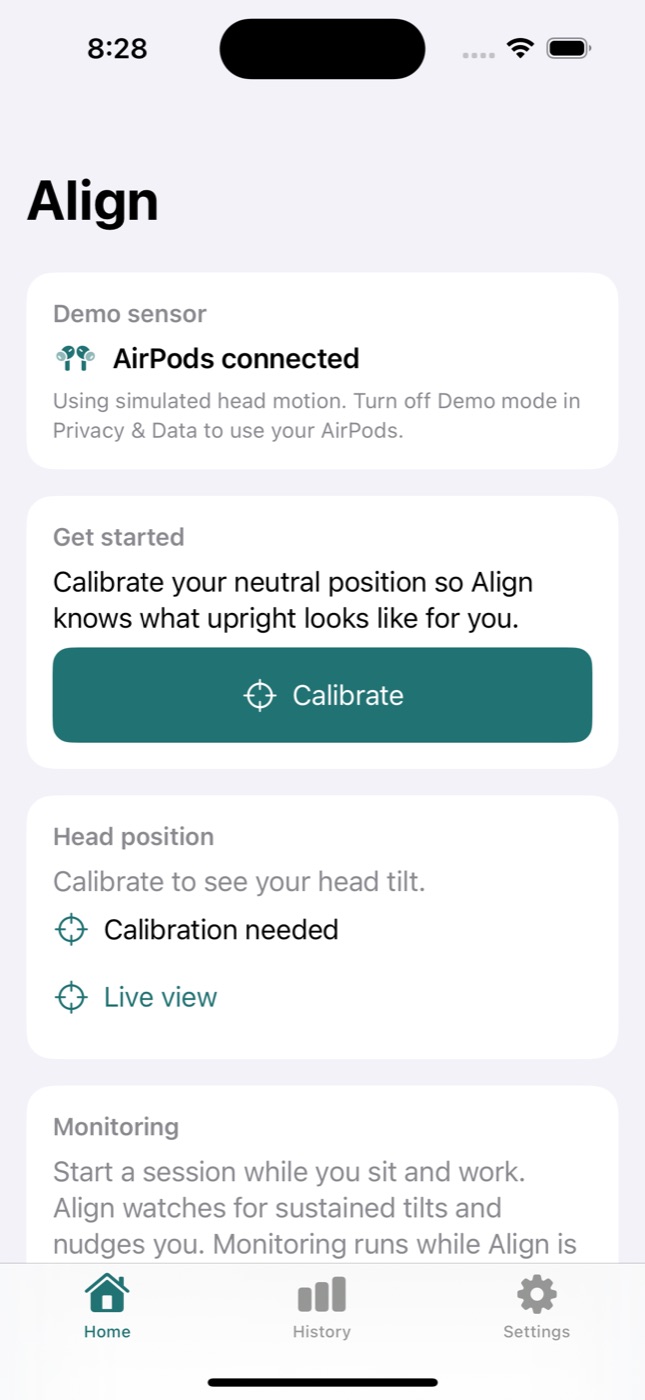 8:28
Align
Demo sensor
AirPods connected
Using simulated head motion. Turn off Demo mode in
Privacy & Data to use your AirPods.
Get started
Calibrate your neutral position so Align
knows what upright looks like for you.
Calibrate
Head position
Calibrate to see your head tilt.
Calibration needed
Live view
Monitoring
Start a session while you sit and work.
Align watches for sustained tilts and
nudges you. Monitoring runs while Align is
Home
History
Settings